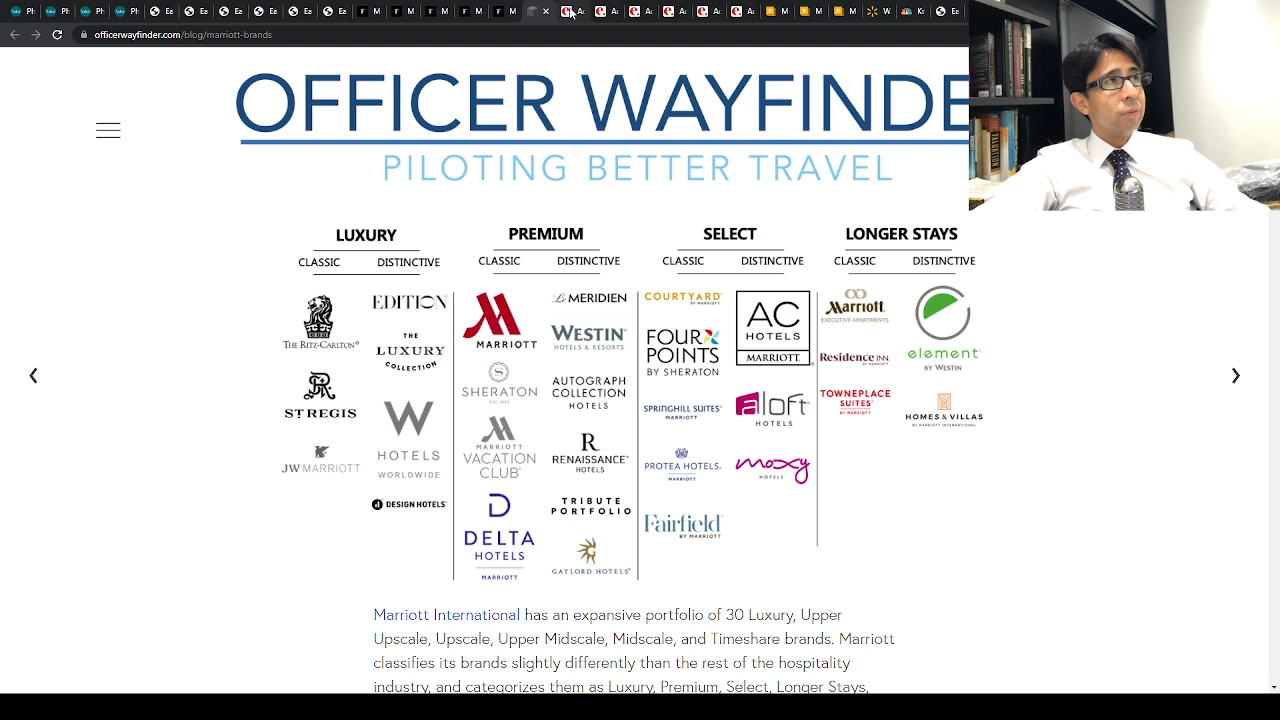 officerwayfinder.com/blog/marriott-brands
OFFICER WAYFINDE
PILOTING BETTER TRAVEL
LUXURY
PREMIUM
SELECT
LONGER STAYS
CLASSIC DISTINCTIVE
CLASSIC DISTINCTIVE
CLASSIC DISTINCTIVE
CLASSIC DISTINCTIVE
THE RITZ-CARLTON®
ST REGIS
JW MARRIOTT
EDITION
THE
LUXURY
COLLECTION
W
HOTELS
WORLDWIDE
DESIGN HOTELS
MARRIOTT
SHERATON
MARRIOTT
VACATION
CLUB
D
DELTA
HOTELS
MARRIOTT
Le MERIDIEN
WESTIN
HOTELS & RESORTS
AUTOGRAPH
COLLECTION
HOTELS
R
RENAISSANCE®
HOTELS
TRIBUTE
PORTFOLIO
GAYLORD HOTELS®
COURTYARD®
BY MARRIOTT
FOUR
POINTS
BY SHERATON
SPRINGHILL SUITES®
MARRIOTT
PROTEA HOTELS.
MARRIOTT
Fairfield
BY MARRIOTT
AC
HOTELS
MARRIOTT
aloft
HOTELS
moxy
HOTELS
Marriott
EXECUTIVE APARTMENTS
Residence INN
BY MARRIOTT
TOWNEPLACE
SUITES®
BY MARRIOTT
element
BY WESTIN
HOMES & VILLAS
BY MARRIOTT INTERNATIONAL
Marriott International has an expansive portfolio of 30 Luxury, Upper
Upscale, Upscale, Upper Midscale, and Timeshare brands. Marriott
classifies its brands slightly than the rest of the hospitality
industry, and categorizes them as Luxury, Premium, Select, Longer Stays,